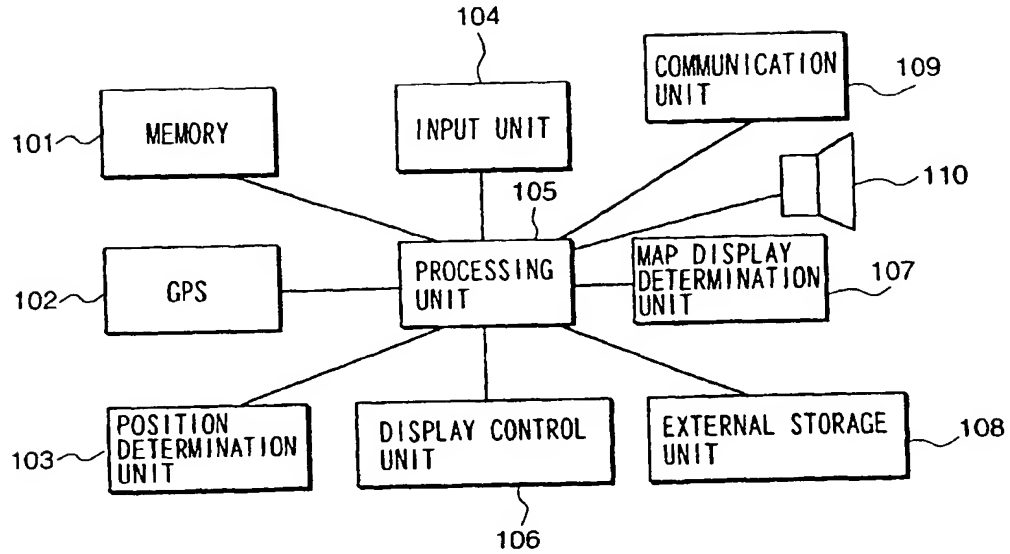 104
COMMUNICATION
UNIT
109
101
MEMORY
INPUT UNIT
105
110
102
GPS
PROCESSING
UNIT
MAP DISPLAY
DETERMINATION
UNIT
107
103
POSITION
DETERMINATION
UNIT
DISPLAY CONTROL
UNIT
106
EXTERNAL STORAGE
UNIT
108